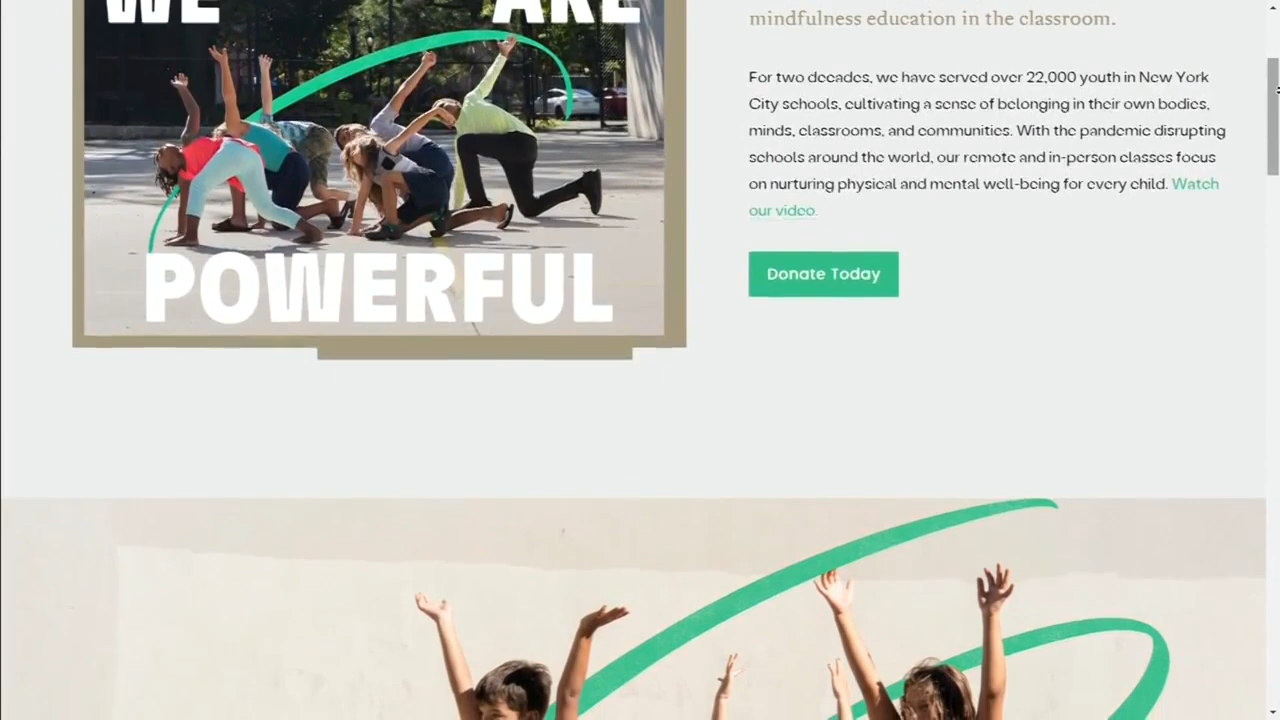 WE ARE
POWERFUL
mindfulness education in the classroom.
For two decades, we have served over 22,000 youth in New York
City schools, cultivating a sense of belonging in their own bodies,
minds, classrooms, and communities. With the pandemic disrupting
schools around the world, our remote and in-person classes focus
on nurturing physical and mental well-being for every child. Watch
our video.
Donate Today